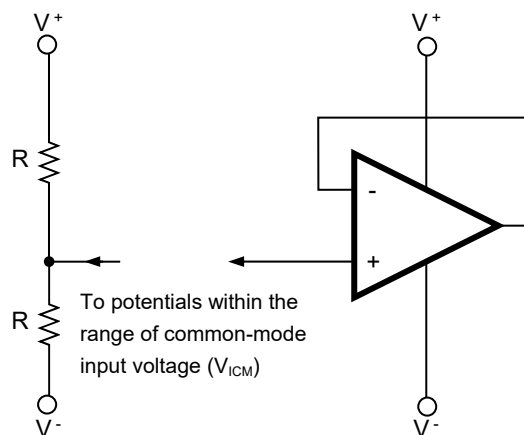 V+
V+
R
-
+
R
To potentials within the
range of common-mode
input voltage (VICM)
V-
V-